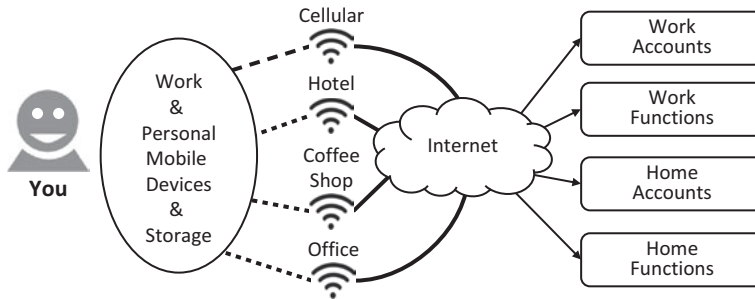 You
Work
&
Personal
Mobile
Devices
&
Storage
Cellular
Hotel
Coffee
Shop
Office
Internet
Work
Accounts
Work
Functions
Home
Accounts
Home
Functions